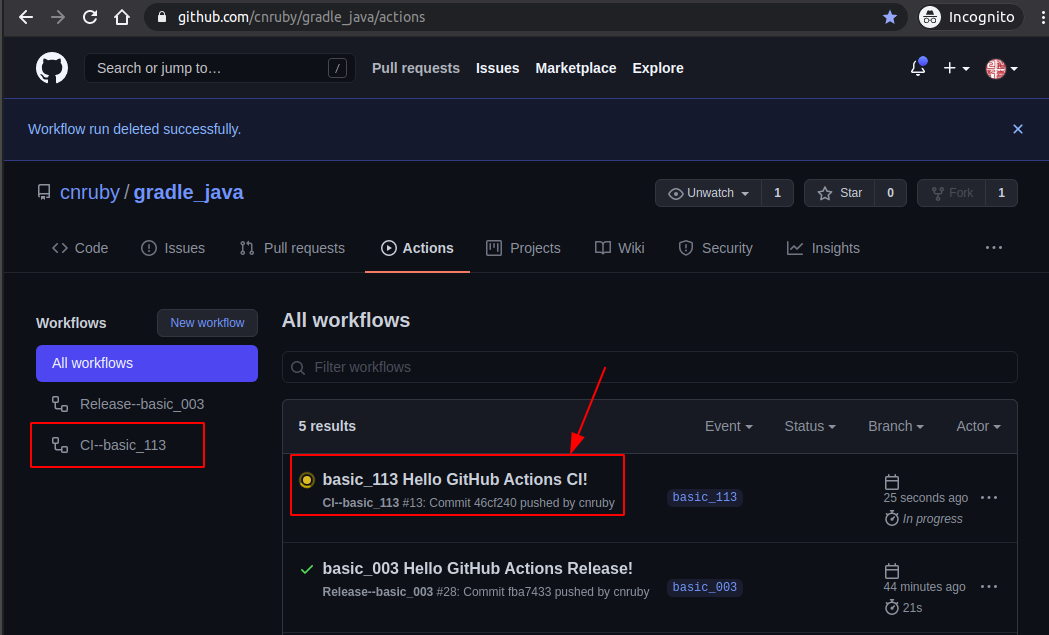 github.com/cnruby/gradle_java/actions
Incognito
Search or jump to…
/
Pull requests
Issues
Marketplace
Explore
Workflow run deleted successfully.
cnruby / gradle_java
Unwatch
1
Star
0
Fork
1
Code
Issues
Pull requests
Actions
Projects
Wiki
Security
Insights
Workflows
New workflow
All workflows
Release--basic_003
CI--basic_113
All workflows
Filter workflows
5 results
Event
Status
Branch
Actor
basic_113 Hello GitHub Actions CI!
CI--basic_113 #13: Commit 46cf240 pushed by cnruby
basic_113
25 seconds ago
In progress
basic_003 Hello GitHub Actions Release!
Release--basic_003 #28: Commit fba7433 pushed by cnruby
basic_003
44 minutes ago
21s